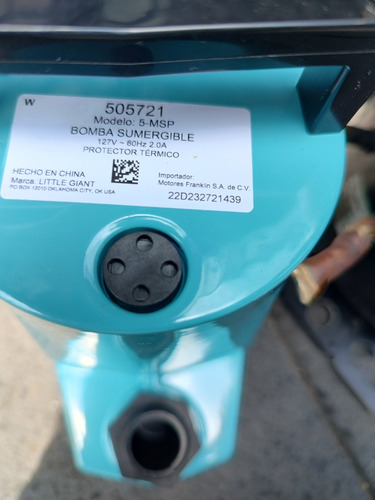 W
505721
Modelo: 5-MSP
BOMBA SUMERGIBLE
127V ~ 60Hz 2.0A
PROTECTOR TÉRMICO
HECHO EN CHINA
Marca: LITTLE GIANT
PO BOX 12010 OKLAHOMA CITY, OK USA
Importador:
Motores Franklin S.A. de C.V.
22D232721439